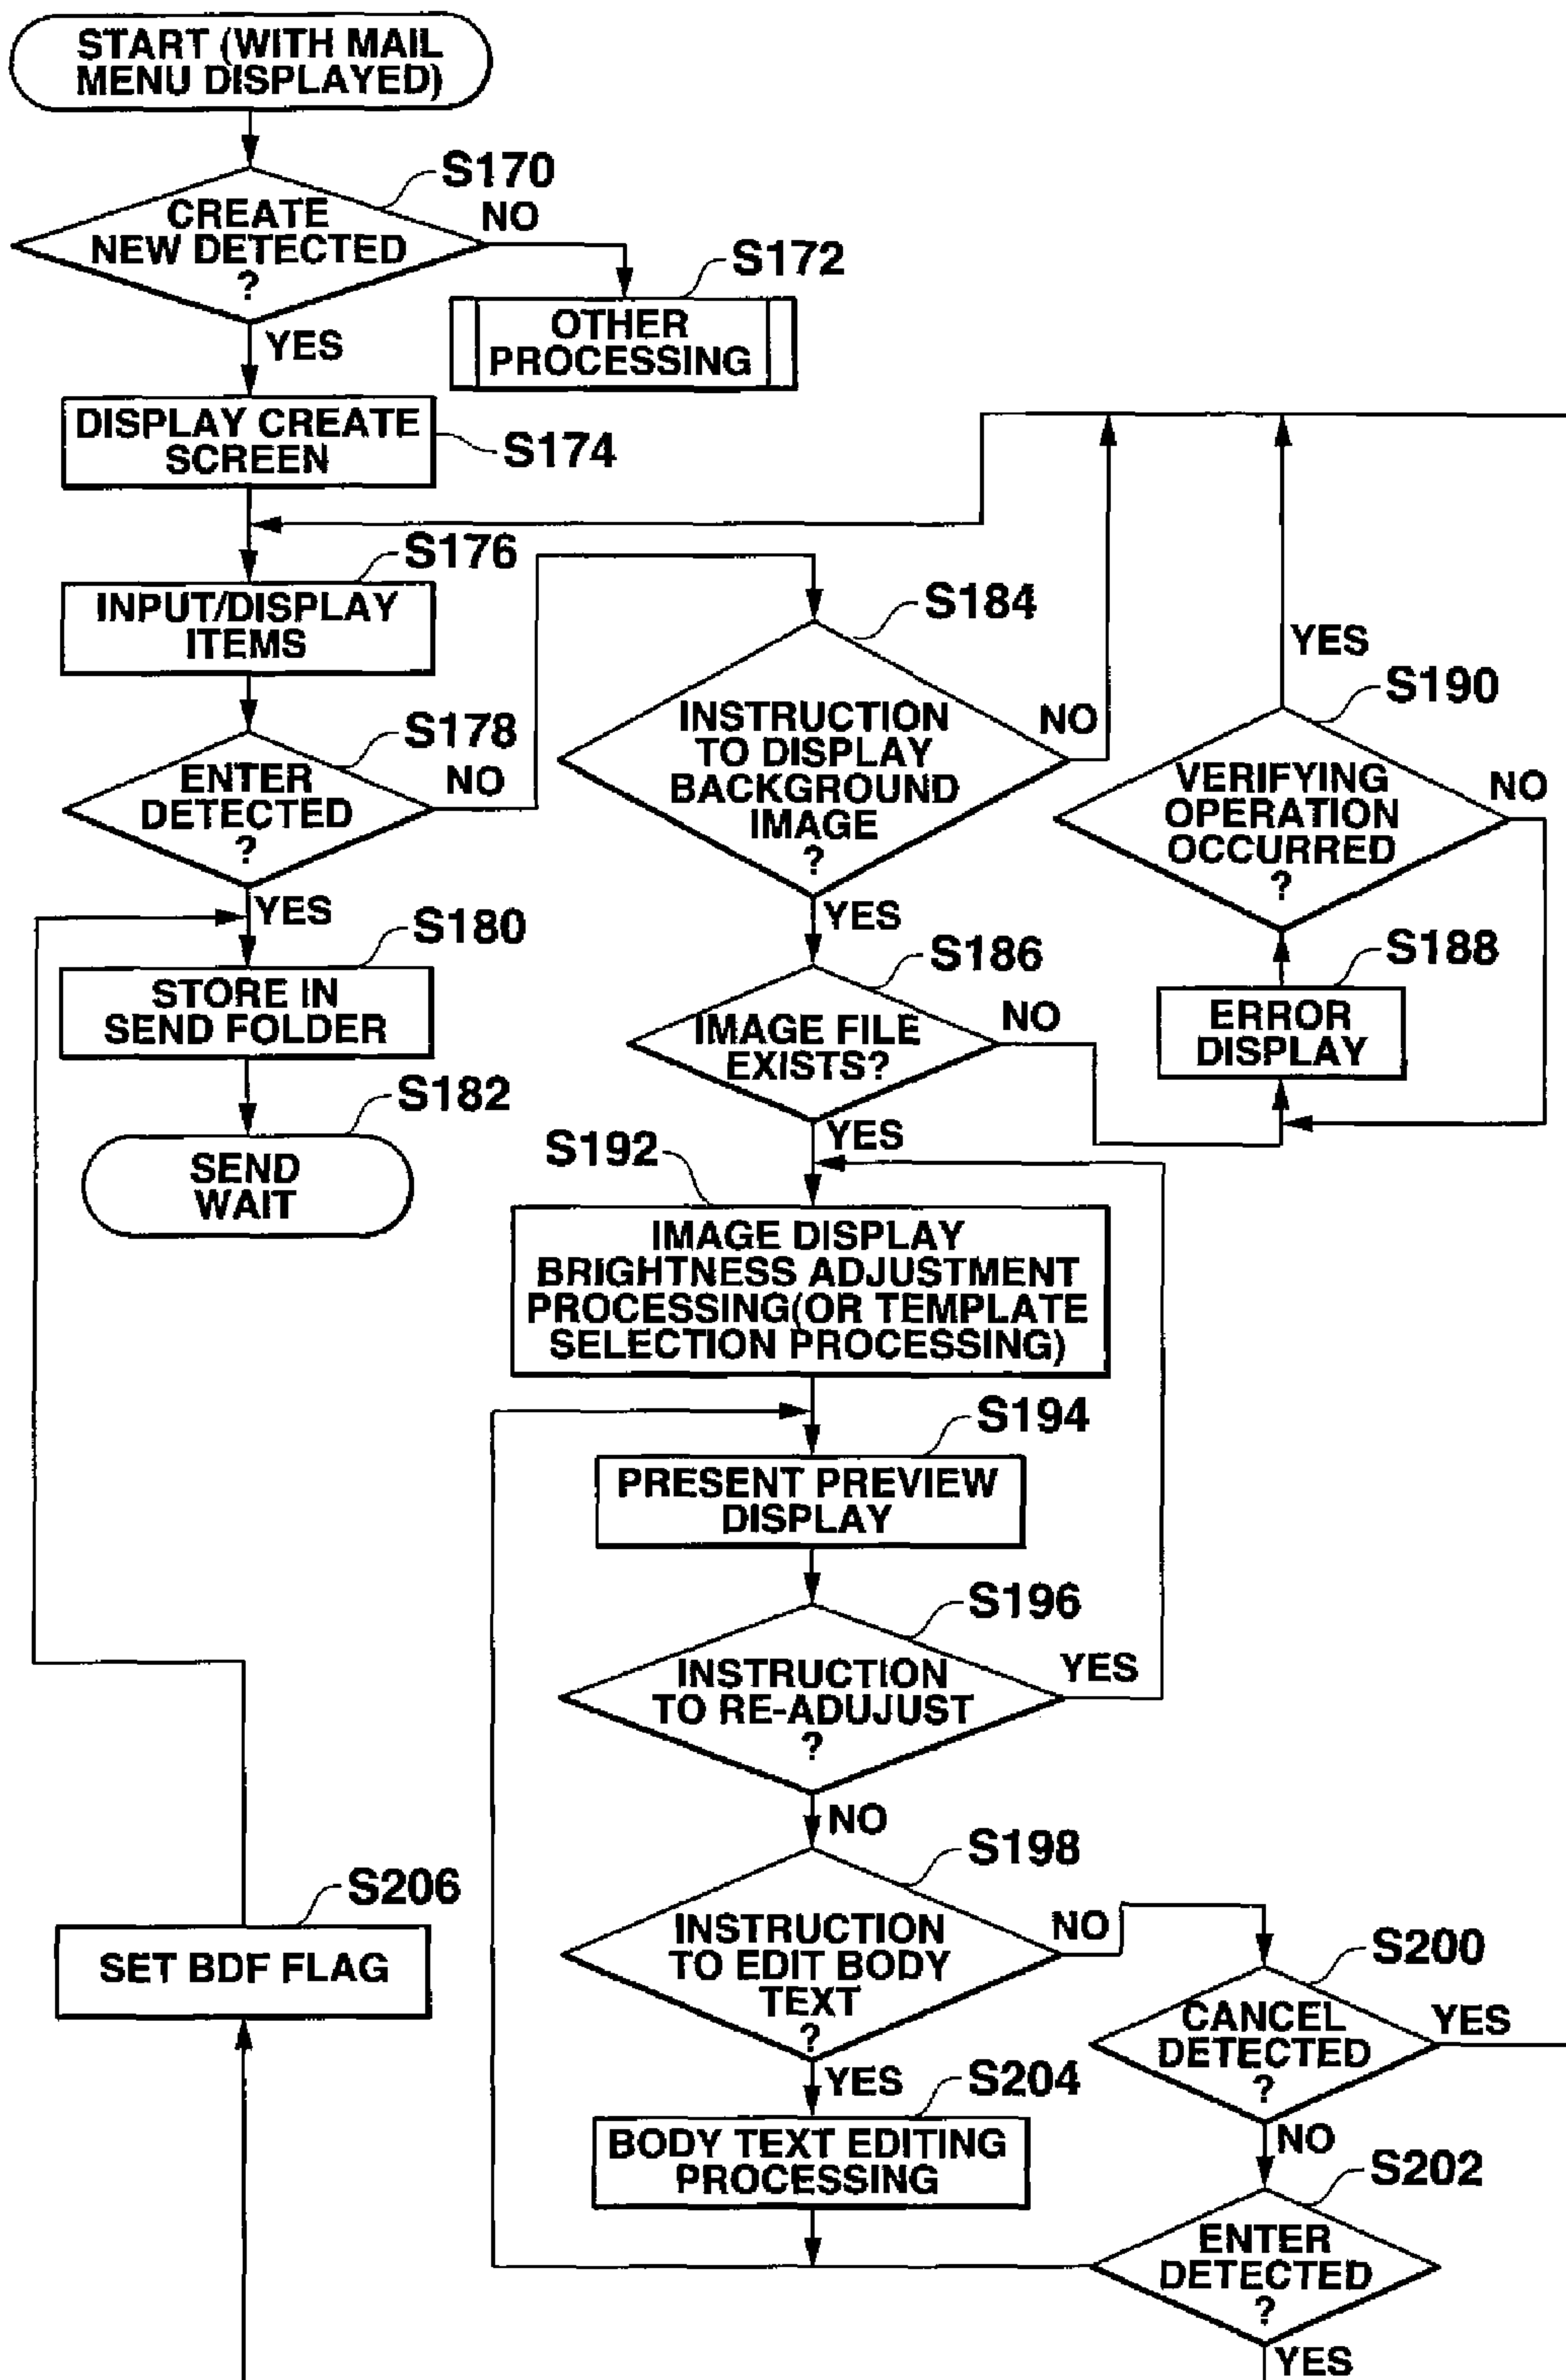 START (WITH MAIL
MENU DISPLAYED)
S170
CREATE
NEW DETECTED
?
NO
YES
S172
OTHER
PROCESSING
DISPLAY CREATE
SCREEN
S174
S176
INPUT/DISPLAY
ITEMS
S178
ENTER
DETECTED
?
NO
YES
S180
STORE IN
SEND FOLDER
S182
SEND
WAIT
S184
INSTRUCTION
TO DISPLAY
BACKGROUND
IMAGE
?
NO
YES
S186
IMAGE FILE
EXISTS?
NO
YES
S190
VERIFYING
OPERATION
OCCURRED
?
YES
NO
S188
ERROR
DISPLAY
S192
IMAGE DISPLAY
BRIGHTNESS ADJUSTMENT
PROCESSING(OR TEMPLATE
SELECTION PROCESSING)
S194
PRESENT PREVIEW
DISPLAY
S196
INSTRUCTION
TO RE-ADUJUST
?
YES
NO
S198
INSTRUCTION
TO EDIT BODY
TEXT
?
NO
YES
S200
CANCEL
DETECTED
?
YES
NO
S204
BODY TEXT EDITING
PROCESSING
S202
ENTER
DETECTED
?
YES
S206
SET BDF FLAG